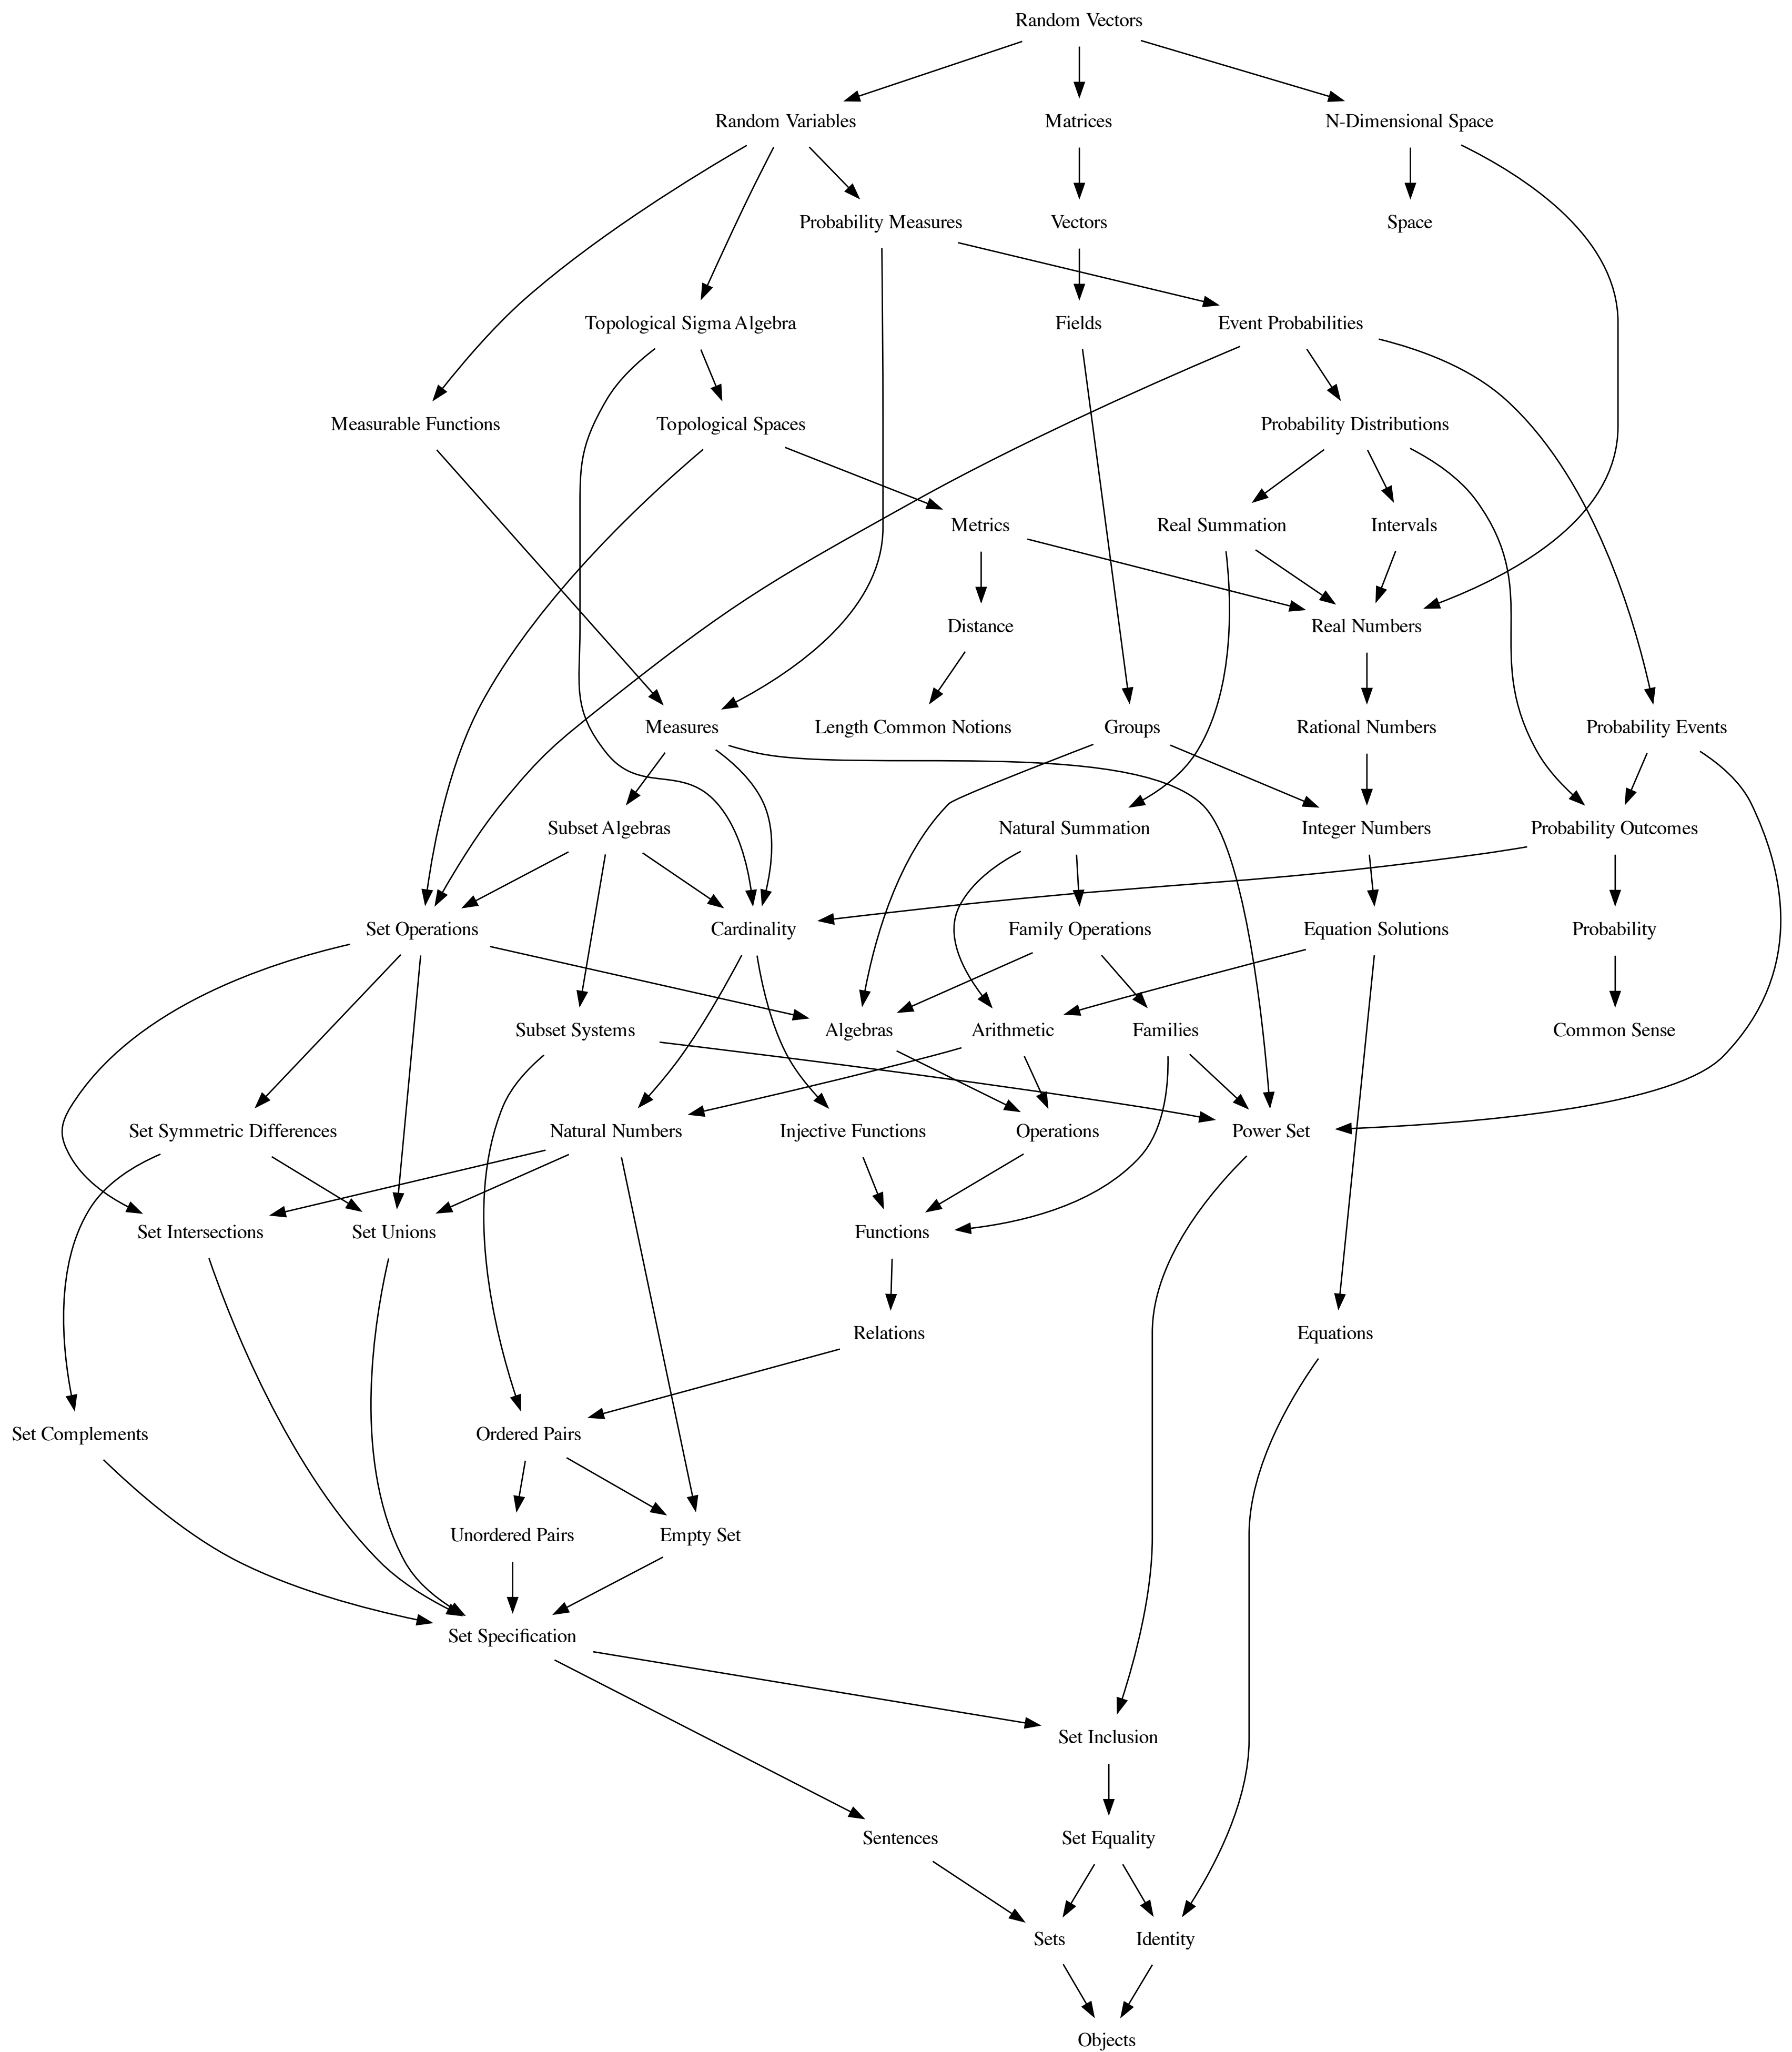 Random Vectors
Random Variables
Matrices
N-Dimensional Space
Probability Measures
Vectors
Space
Topological Sigma Algebra
Fields
Event Probabilities
Measurable Functions
Topological Spaces
Probability Distributions
Metrics
Real Summation
Intervals
Distance
Real Numbers
Measures
Length Common Notions
Groups
Rational Numbers
Probability Events
Subset Algebras
Natural Summation
Integer Numbers
Probability Outcomes
Set Operations
Cardinality
Family Operations
Equation Solutions
Probability
Subset Systems
Algebras
Arithmetic
Families
Common Sense
Set Symmetric Differences
Natural Numbers
Injective Functions
Operations
Power Set
Set Intersections
Set Unions
Functions
Relations
Equations
Set Complements
Ordered Pairs
Unordered Pairs
Empty Set
Set Specification
Set Inclusion
Sentences
Set Equality
Sets
Identity
Objects